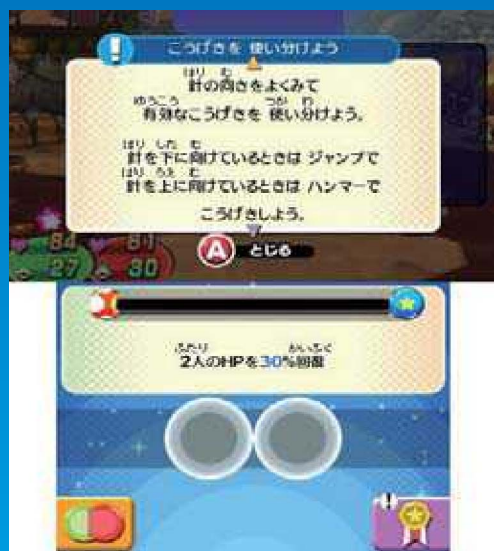 こうげきを 使い分けよう
針の向きをよくみて
有効なこうげきを 使い分けよう。
針を下に向けているときは ジャンプで
針を上に向けているときは ハンマーで
こうげきしよう。
84 81
27 30
A とじる
2人のHPを30%回復